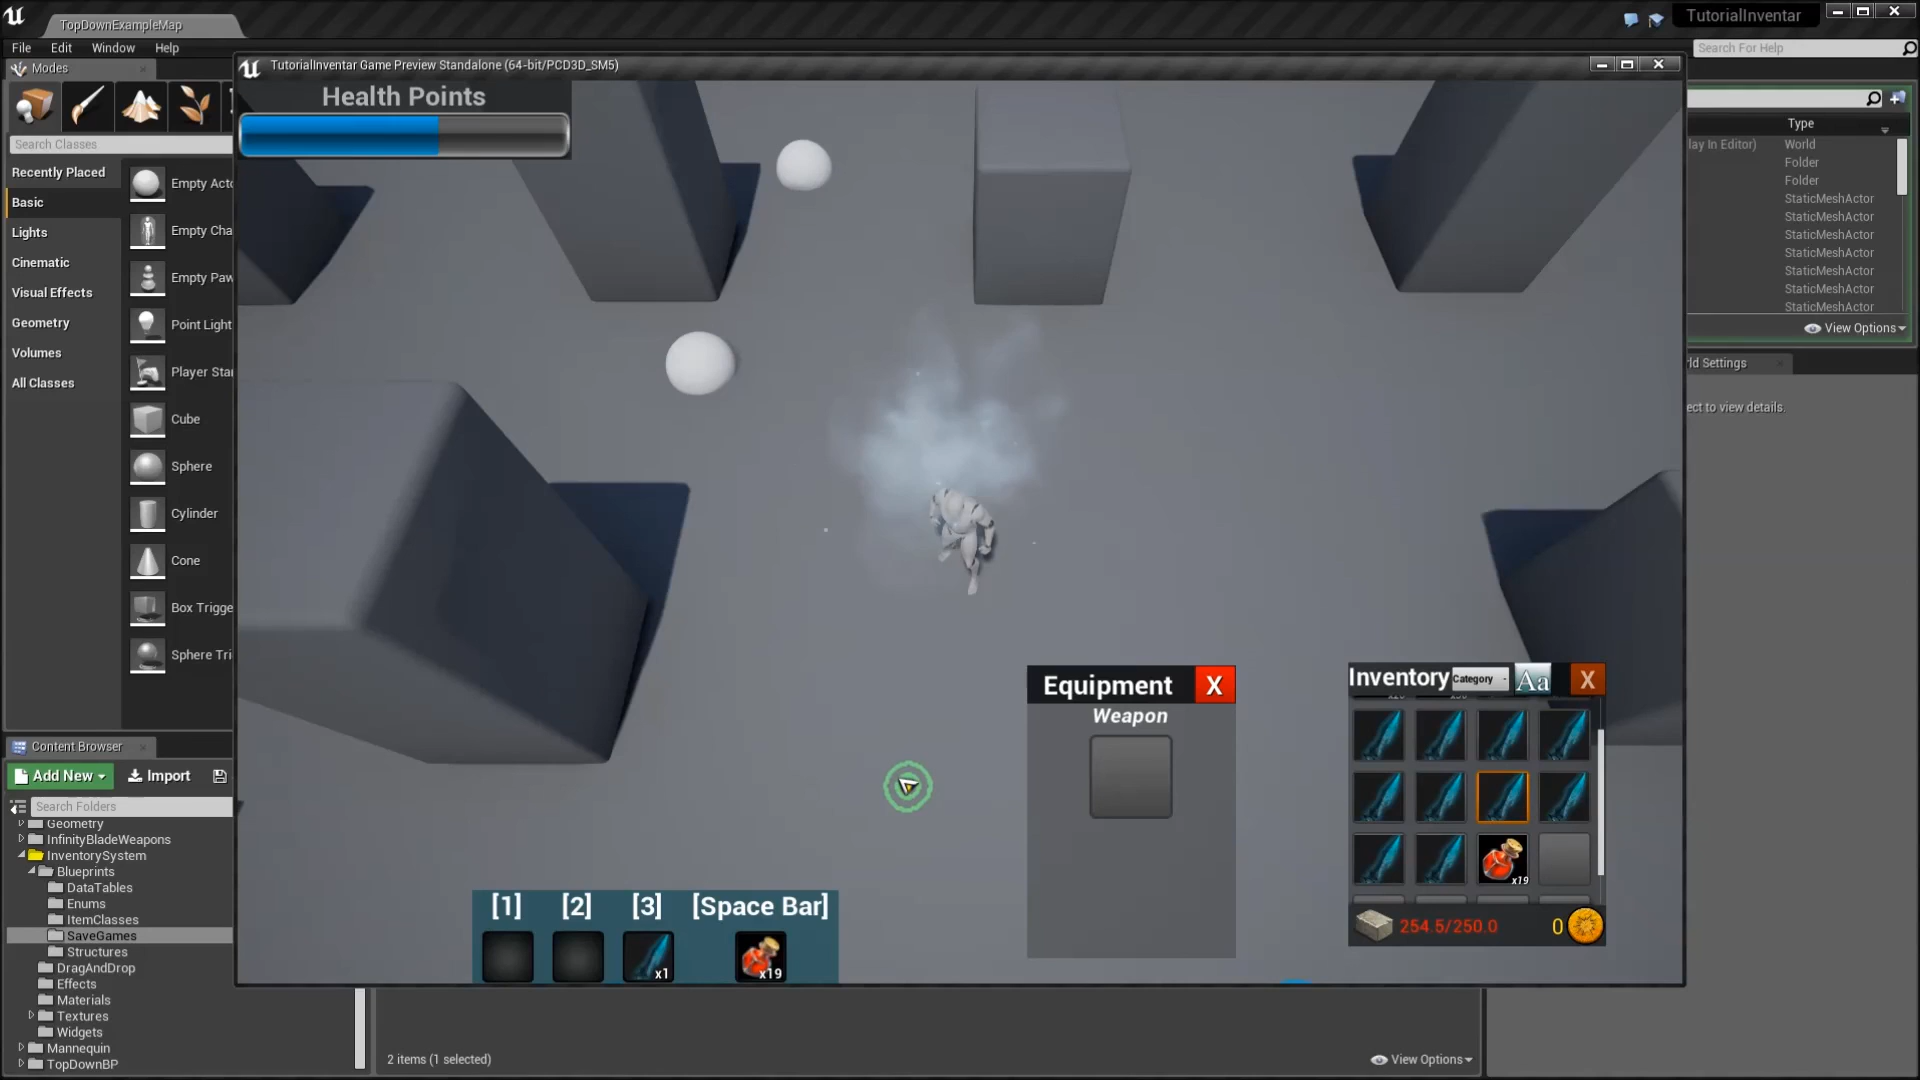 TopDownExampleMap
TutorialInventar
File Edit Window Help
Search For Help
Modes
TutorialInventar Game Preview Standalone (64-bit/PCD3D_SM5)
Health Points
Search Classes
Recently Placed
Basic
Lights
Cinematic
Visual Effects
Geometry
Volumes
All Classes
Empty Acto
Empty Cha
Empty Paw
Point Light
Player Star
Cube
Sphere
Cylinder
Cone
Box Trigge
Sphere Tri
Type
lay In Editor) World
Folder
Folder
StaticMeshActor
StaticMeshActor
StaticMeshActor
StaticMeshActor
StaticMeshActor
StaticMeshActor
StaticMeshActor
View Options
ld Settings
ect to view details.
Equipment X
Weapon
Inventory Category Aa X
x19
254.5/250.0 0
[1] [2] [3] [Space Bar]
x1 x19
Content Browser
Add New Import
Search Folders
Geometry
InfinityBladeWeapons
InventorySystem
Blueprints
DataTables
Enums
ItemClasses
SaveGames
Structures
DragAndDrop
Effects
Materials
Textures
Widgets
Mannequin
TopDownBP
2 items (1 selected)
View Options